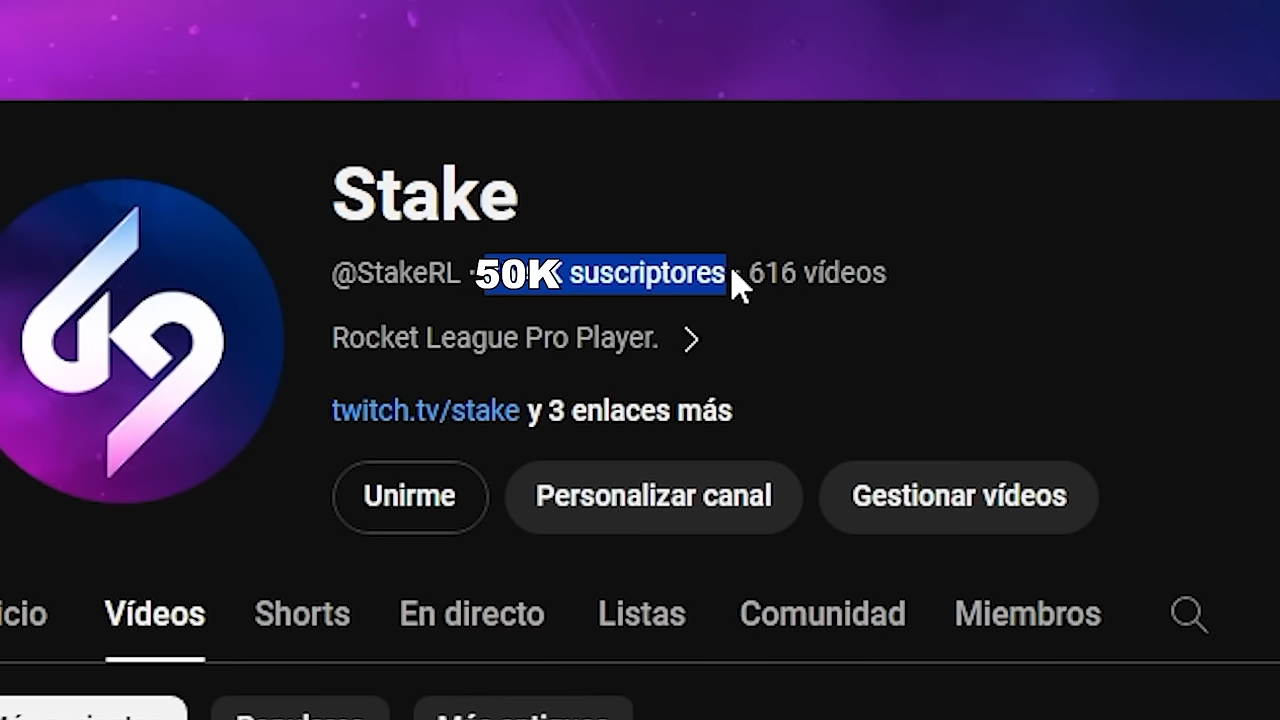 Stake
@StakeRL · 50K suscriptores · 616 vídeos
Rocket League Pro Player.
twitch.tv/stake y 3 enlaces más
Unirme Personalizar canal Gestionar vídeos
icio Vídeos Shorts En directo Listas Comunidad Miembros